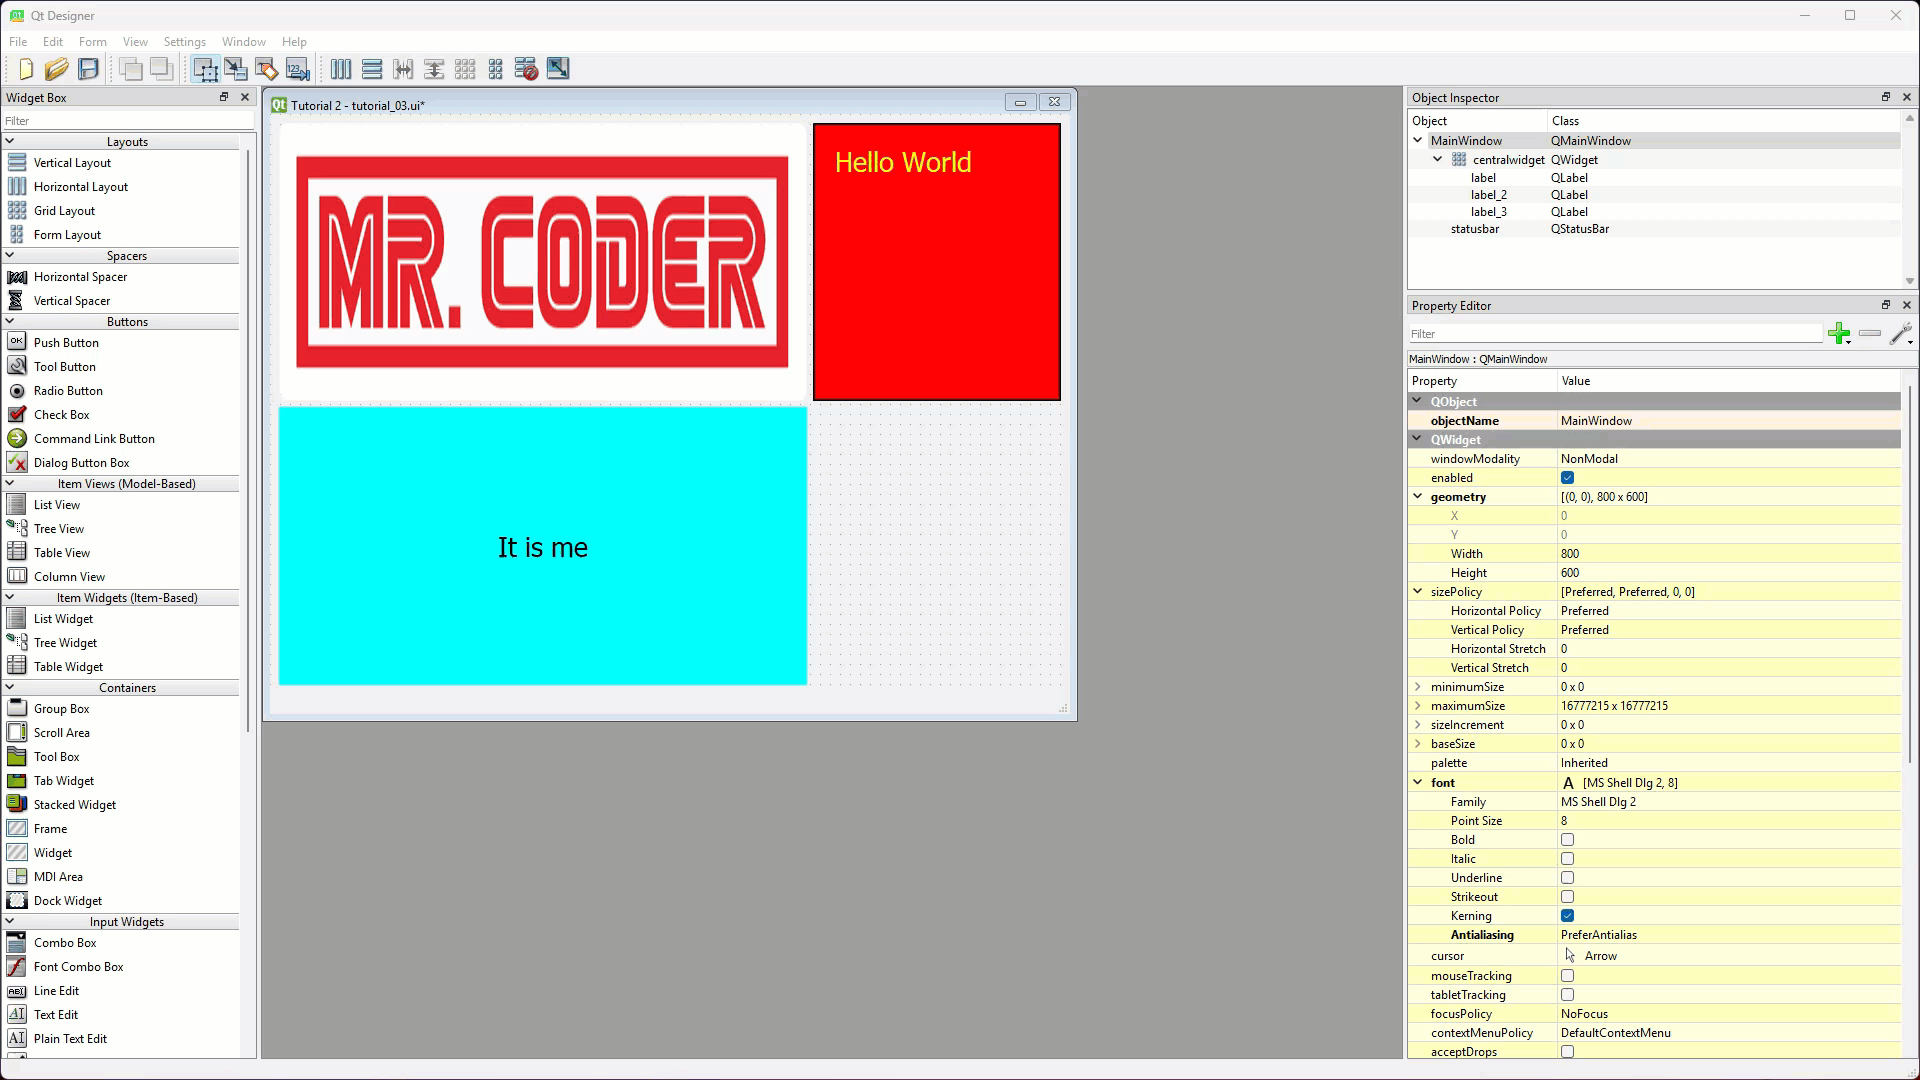 Qt Designer
File Edit Form View Settings Window Help
Widget Box
Filter
Layouts
Vertical Layout
Horizontal Layout
Grid Layout
Form Layout
Spacers
Horizontal Spacer
Vertical Spacer
Buttons
Push Button
Tool Button
Radio Button
Check Box
Command Link Button
Dialog Button Box
Item Views (Model-Based)
List View
Tree View
Table View
Column View
Item Widgets (Item-Based)
List Widget
Tree Widget
Table Widget
Containers
Group Box
Scroll Area
Tool Box
Tab Widget
Stacked Widget
Frame
Widget
MDI Area
Dock Widget
Input Widgets
Combo Box
Font Combo Box
Line Edit
Text Edit
Plain Text Edit
Tutorial 2 - tutorial_03.ui*
MR. CODER
Hello World
It is me
Object Inspector
Object Class
MainWindow QMainWindow
centralwidget QWidget
label QLabel
label_2 QLabel
label_3 QLabel
statusbar QStatusBar
Property Editor
Filter
MainWindow : QMainWindow
Property Value
QObject
objectName MainWindow
QWidget
windowModality NonModal
enabled
geometry [(0, 0), 800 x 600]
X 0
Y 0
Width 800
Height 600
sizePolicy [Preferred, Preferred, 0, 0]
Horizontal Policy Preferred
Vertical Policy Preferred
Horizontal Stretch 0
Vertical Stretch 0
minimumSize 0 x 0
maximumSize 16777215 x 16777215
sizeIncrement 0 x 0
baseSize 0 x 0
palette Inherited
font A [MS Shell Dlg 2, 8]
Family MS Shell Dlg 2
Point Size 8
Bold
Italic
Underline
Strikeout
Kerning
Antialiasing PreferAntialias
cursor Arrow
mouseTracking
tabletTracking
focusPolicy NoFocus
contextMenuPolicy DefaultContextMenu
acceptDrops